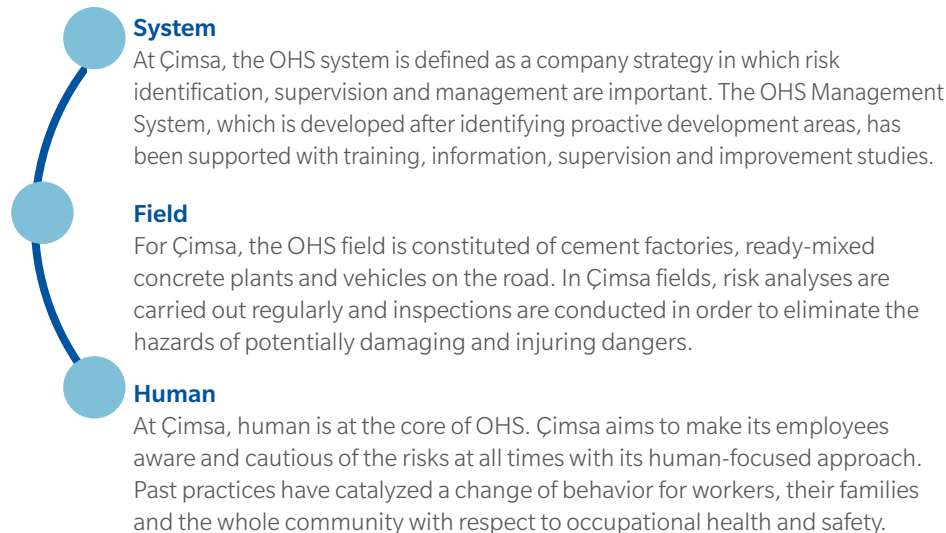 System
At Çimsa, the OHS system is defined as a company strategy in which risk
identification, supervision and management are important. The OHS Management
System, which is developed after identifying proactive development areas, has
been supported with training, information, supervision and improvement studies.
Field
For Çimsa, the OHS field is constituted of cement factories, ready-mixed
concrete plants and vehicles on the road. In Çimsa fields, risk analyses are
carried out regularly and inspections are conducted in order to eliminate the
hazards of potentially damaging and injuring dangers.
Human
At Çimsa, human is at the core of OHS. Çimsa aims to make its employees
aware and cautious of the risks at all times with its human-focused approach.
Past practices have catalyzed a change of behavior for workers, their families
and the whole community with respect to occupational health and safety.